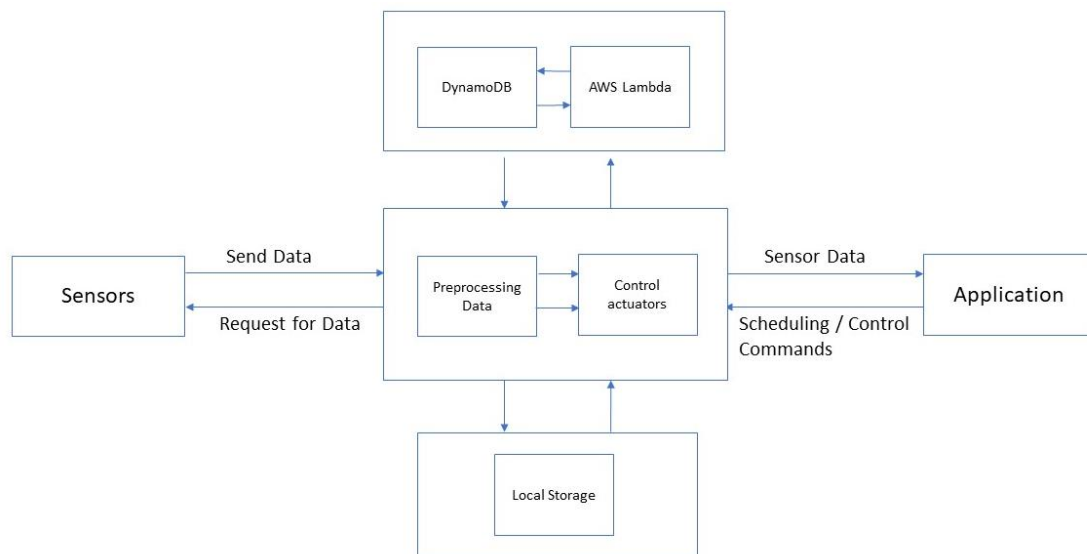 DynamoDB
AWS Lambda
Send Data
Sensor Data
Sensors
Preprocessing
Data
Control
actuators
Application
Request for Data
Scheduling / Control
Commands
Local Storage